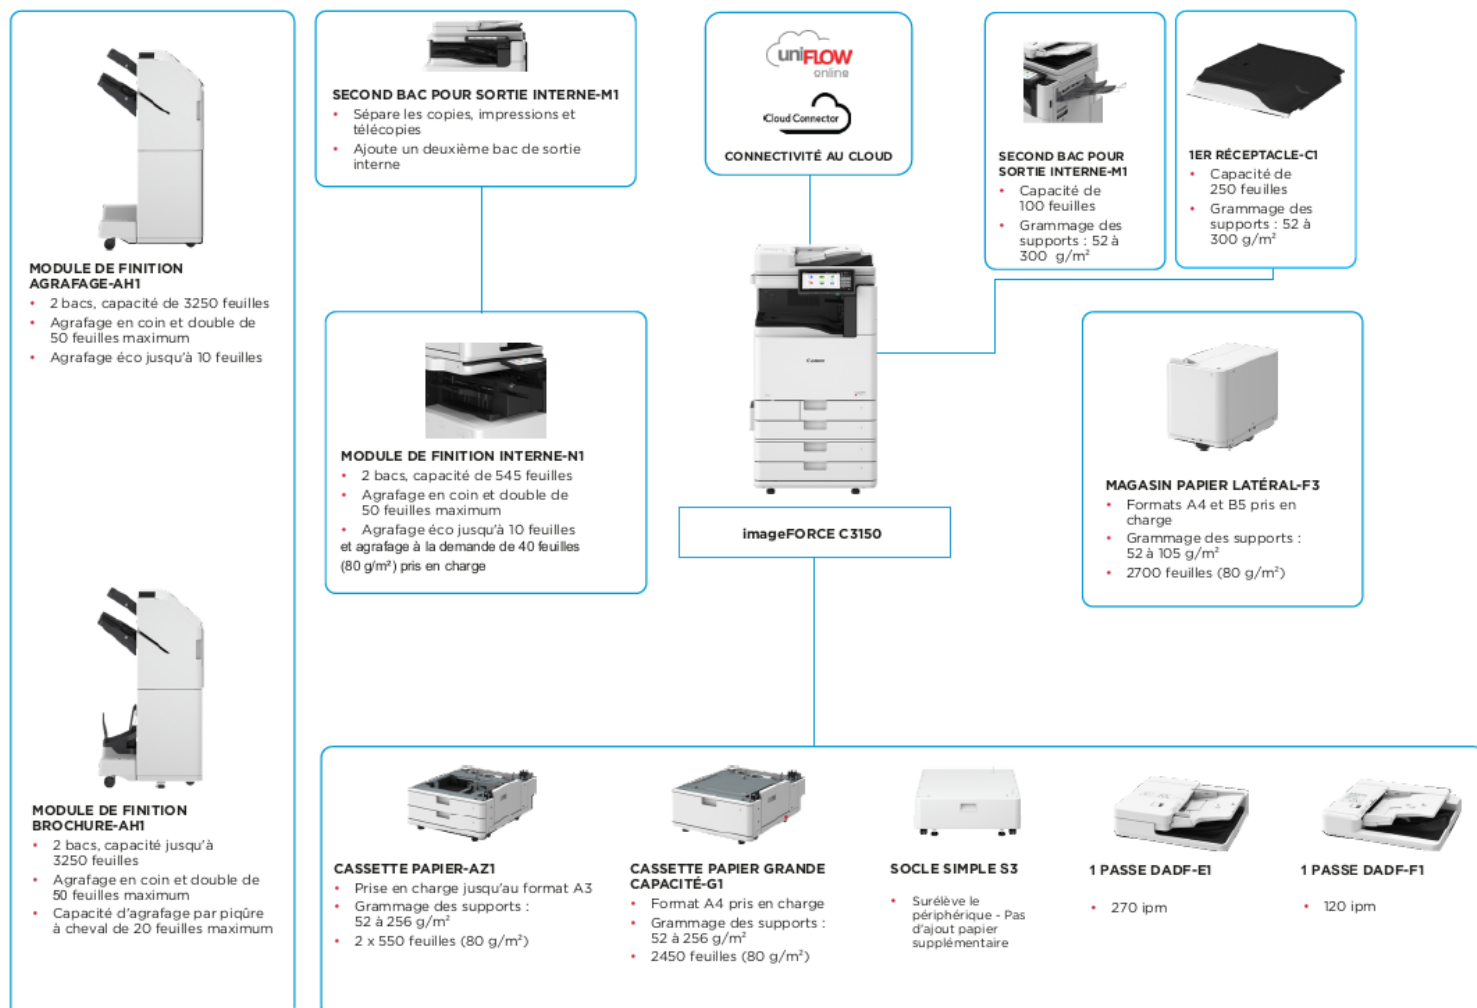 MODULE DE FINITION
AGRAFAGE-AH1
• 2 bacs, capacité de 3250 feuilles
• Agrafage en coin et double de
50 feuilles maximum
• Agrafage éco jusqu'à 10 feuilles
MODULE DE FINITION
BROCHURE-AH1
• 2 bacs, capacité jusqu'à
3250 feuilles
• Agrafage en coin et double de
50 feuilles maximum
• Capacité d'agrafage par piqûre
à cheval de 20 feuilles maximum
SECOND BAC POUR SORTIE INTERNE-M1
• Sépare les copies, impressions et
télécopies
• Ajoute un deuxième bac de sortie
interne
MODULE DE FINITION INTERNE-N1
• 2 bacs, capacité de 545 feuilles
• Agrafage en coin et double de
50 feuilles maximum
• Agrafage éco jusqu'à 10 feuilles
et agrafage à la demande de 40 feuilles
(80 g/m²) pris en charge
uniFLOW
online
Cloud Connector
CONNECTIVITÉ AU CLOUD
Canon
imageFORCE C3150
SECOND BAC POUR
SORTIE INTERNE-M1
• Capacité de
100 feuilles
• Grammage des
supports : 52 à
300 g/m²
1ER RÉCEPTACLE-C1
• Capacité de
250 feuilles
• Grammage des
supports : 52 à
300 g/m²
MAGASIN PAPIER LATÉRAL-F3
• Formats A4 et B5 pris en
charge
• Grammage des supports :
52 à 105 g/m²
• 2700 feuilles (80 g/m²)
CASSETTE PAPIER-AZ1
• Prise en charge jusqu'au format A3
• Grammage des supports :
52 à 256 g/m²
• 2 x 550 feuilles (80 g/m²)
CASSETTE PAPIER GRANDE
CAPACITÉ-G1
• Format A4 pris en charge
• Grammage des supports :
52 à 256 g/m²
• 2450 feuilles (80 g/m²)
SOCLE SIMPLE S3
• Surélève le
périphérique - Pas
d'ajout papier
supplémentaire
1 PASSE DADF-E1
• 270 ipm
1 PASSE DADF-F1
• 120 ipm